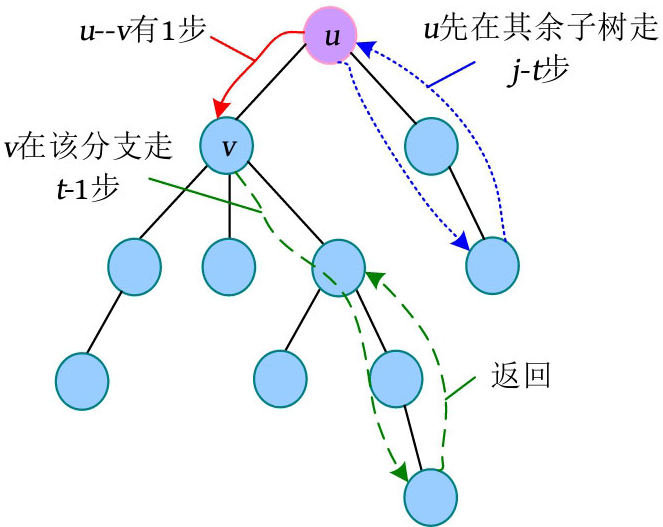 u--v有1步
u
u先在其余子树走
j-t步
v
v在该分支走
t-1步
返回